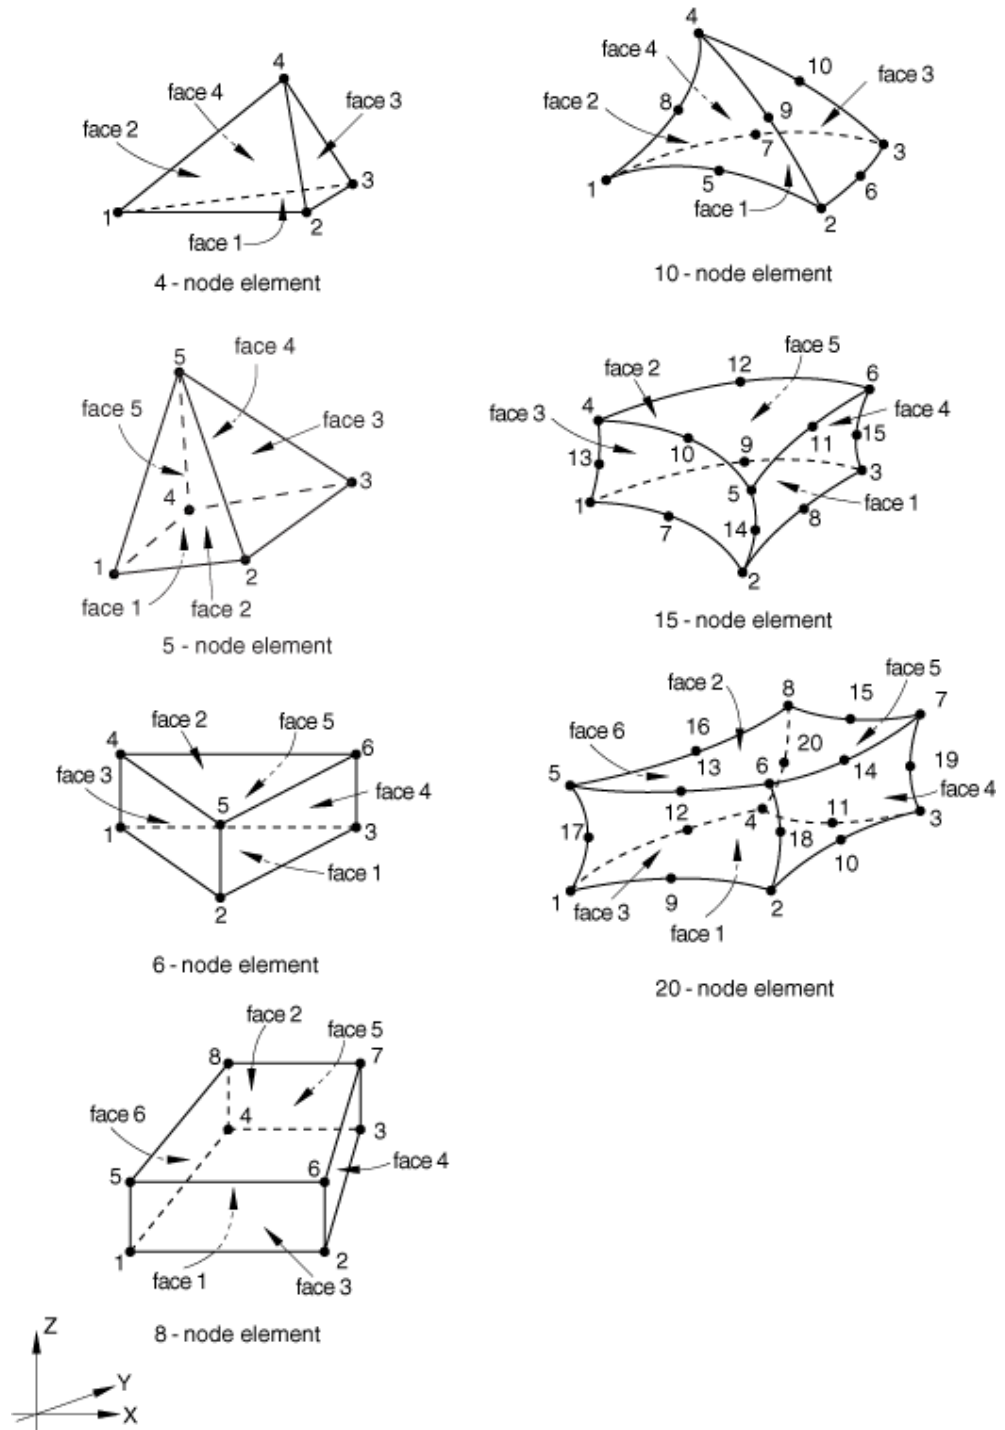 4
face 4
face 3
face 2
3
1
2
face 1
4 - node element
4
face 4
10
face 3
face 2
8
9
7
3
1
5
6
face 1
2
10 - node element
5
face 4
face 5
face 3
4
3
1
2
face 1
face 2
5 - node element
face 5
12
face 2
6
face 3
4
face 4
10
9
11
15
13
3
5
1
face 1
7
14
8
2
15 - node element
face 2
face 5
4
6
face 3
5
face 4
1
3
face 1
2
6 - node element
face 2
8
15
face 5
7
16
face 6
20
13
6
14
19
5
face 4
12
4
11
3
17
18
10
1
face 3
9
2
face 1
20 - node element
face 2
face 5
8
7
face 6
4
3
5
6
face 4
1
2
face 1
face 3
8 - node element
Z
Y
X